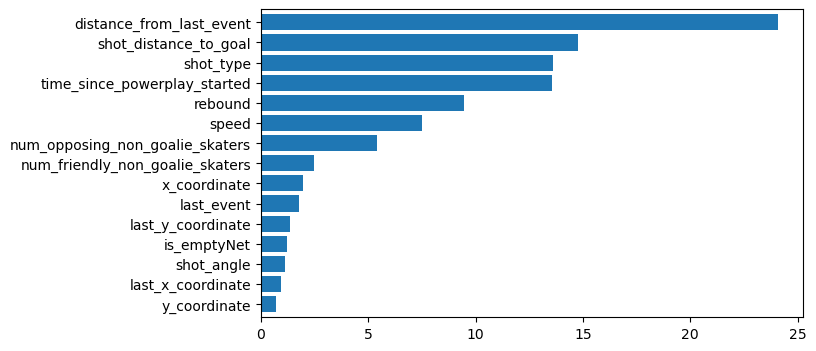 distance_from_last_event
shot_distance_to_goal
shot_type
time_since_powerplay_started
rebound
speed
num_opposing_non_goalie_skaters
num_friendly_non_goalie_skaters
x_coordinate
last_event
last_y_coordinate
is_emptyNet
shot_angle
last_x_coordinate
y_coordinate
0 5 10 15 20 25